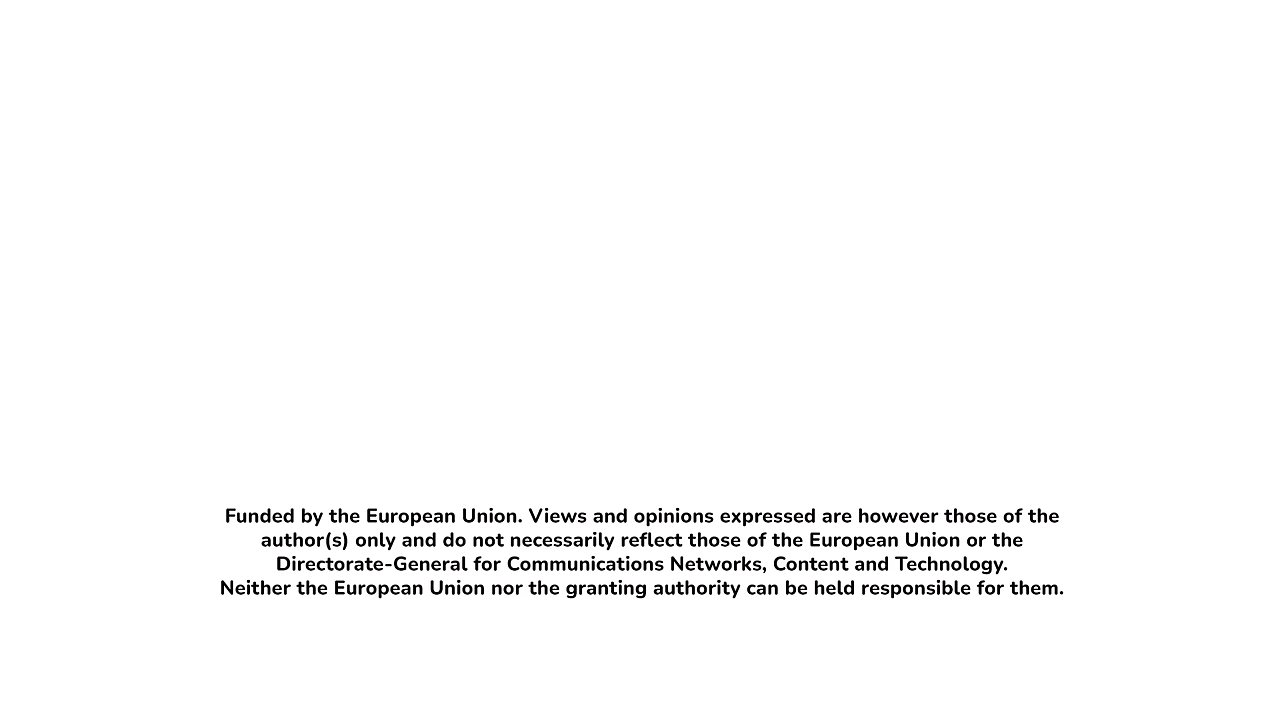 Funded by the European Union. Views and opinions expressed are however those of the
author(s) only and do not necessarily reflect those of the European Union or the
Directorate-General for Communications Networks, Content and Technology.
Neither the European Union nor the granting authority can be held responsible for them.